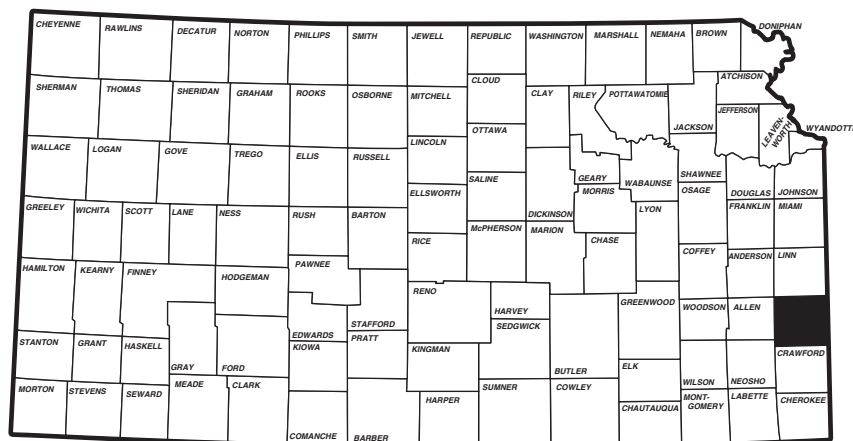 CHEYENNE
RAWLINS
DECATUR
NORTON
PHILLIPS
SMITH
JEWELL
REPUBLIC
WASHINGTON
MARSHALL
NEMAHA
BROWN
DONIPHAN
SHERMAN
THOMAS
SHERIDAN
GRAHAM
ROOKS
OSBORNE
MITCHELL
CLOUD
CLAY
RILEY
POTTAWATOMIE
JACKSON
ATCHISON
JEFFERSON
LEAVEN-
WORTH
WYANDOTT
WALLACE
LOGAN
GOVE
TREGO
ELLIS
RUSSELL
LINCOLN
OTTAWA
SALINE
ELLSWORTH
DICKINSON
GEARY
MORRIS
WABAUNSE
SHAWNEE
OSAGE
DOUGLAS
JOHNSON
GREELEY
WICHITA
SCOTT
LANE
NESS
RUSH
BARTON
RICE
McPHERSON
MARION
CHASE
LYON
COFFEY
FRANKLIN
MIAMI
ANDERSON
LINN
HAMILTON
KEARNY
FINNEY
HODGEMAN
PAWNEE
EDWARDS
STAFFORD
RENO
HARVEY
SEDGWICK
BUTLER
GREENWOOD
WOODSON
ALLEN
STANTON
GRANT
HASKELL
GRAY
FORD
KIOWA
PRATT
KINGMAN
ELK
WILSON
NEOSHO
CRAWFORD
MORTON
STEVENS
SEWARD
MEADE
CLARK
COMANCHE
BARBER
HARPER
SUMNER
COWLEY
CHAUTAUQUA
MONT-
GOMERY
LABETTE
CHEROKEE